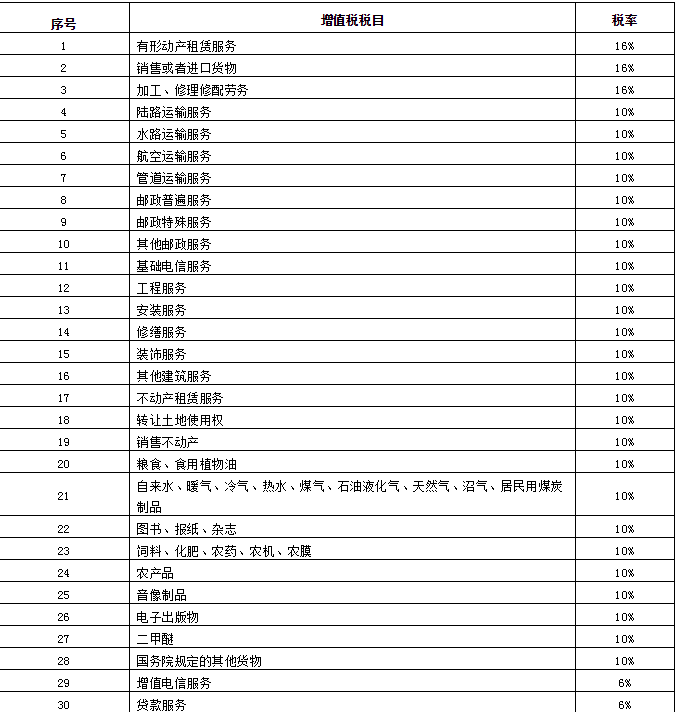 序号 增值税税目 税率
1 有形动产租赁服务 16%
2 销售或者进口货物 16%
3 加工、修理修配劳务 16%
4 陆路运输服务 10%
5 水路运输服务 10%
6 航空运输服务 10%
7 管道运输服务 10%
8 邮政普遍服务 10%
9 邮政特殊服务 10%
10 其他邮政服务 10%
11 基础电信服务 10%
12 工程服务 10%
13 安装服务 10%
14 修缮服务 10%
15 装饰服务 10%
16 其他建筑服务 10%
17 不动产租赁服务 10%
18 转让土地使用权 10%
19 销售不动产 10%
20 粮食、食用植物油 10%
21 自来水、暖气、冷气、热水、煤气、石油液化气、天然气、沼气、居民用煤炭
制品 10%
22 图书、报纸、杂志 10%
23 饲料、化肥、农药、农机、农膜 10%
24 农产品 10%
25 音像制品 10%
26 电子出版物 10%
27 二甲醚 10%
28 国务院规定的其他货物 10%
29 增值电信服务 6%
30 贷款服务 6%